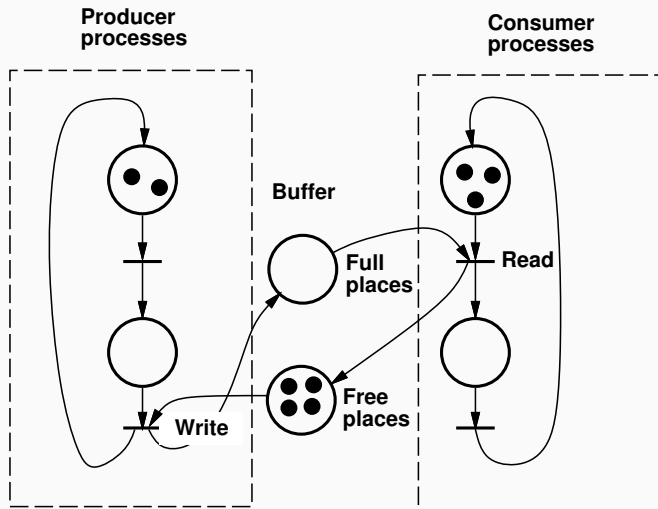 Producer
processes
Consumer
processes
Buffer
Full
places
Read
Free
places
Write